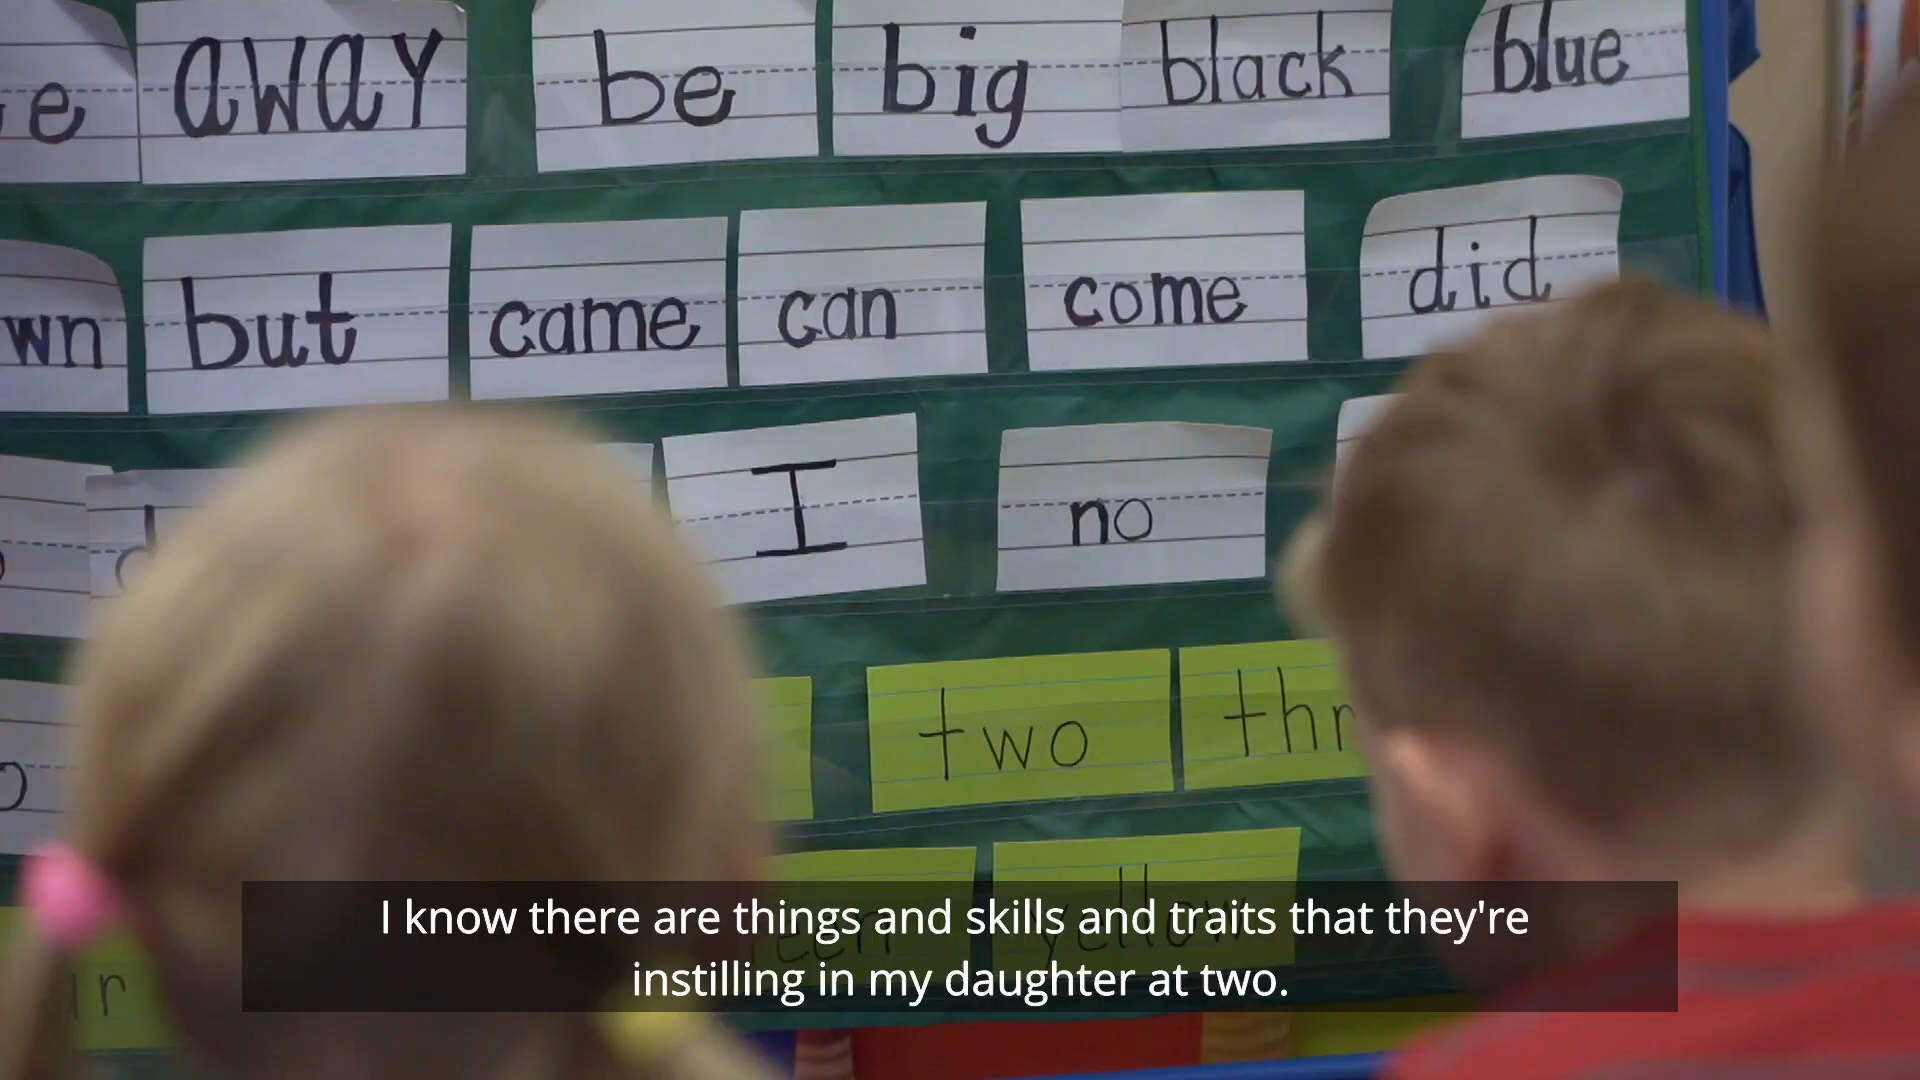 away be big black blue
but came can come did
I no
two
yellow
I know there are things and skills and traits that they're
instilling in my daughter at two.